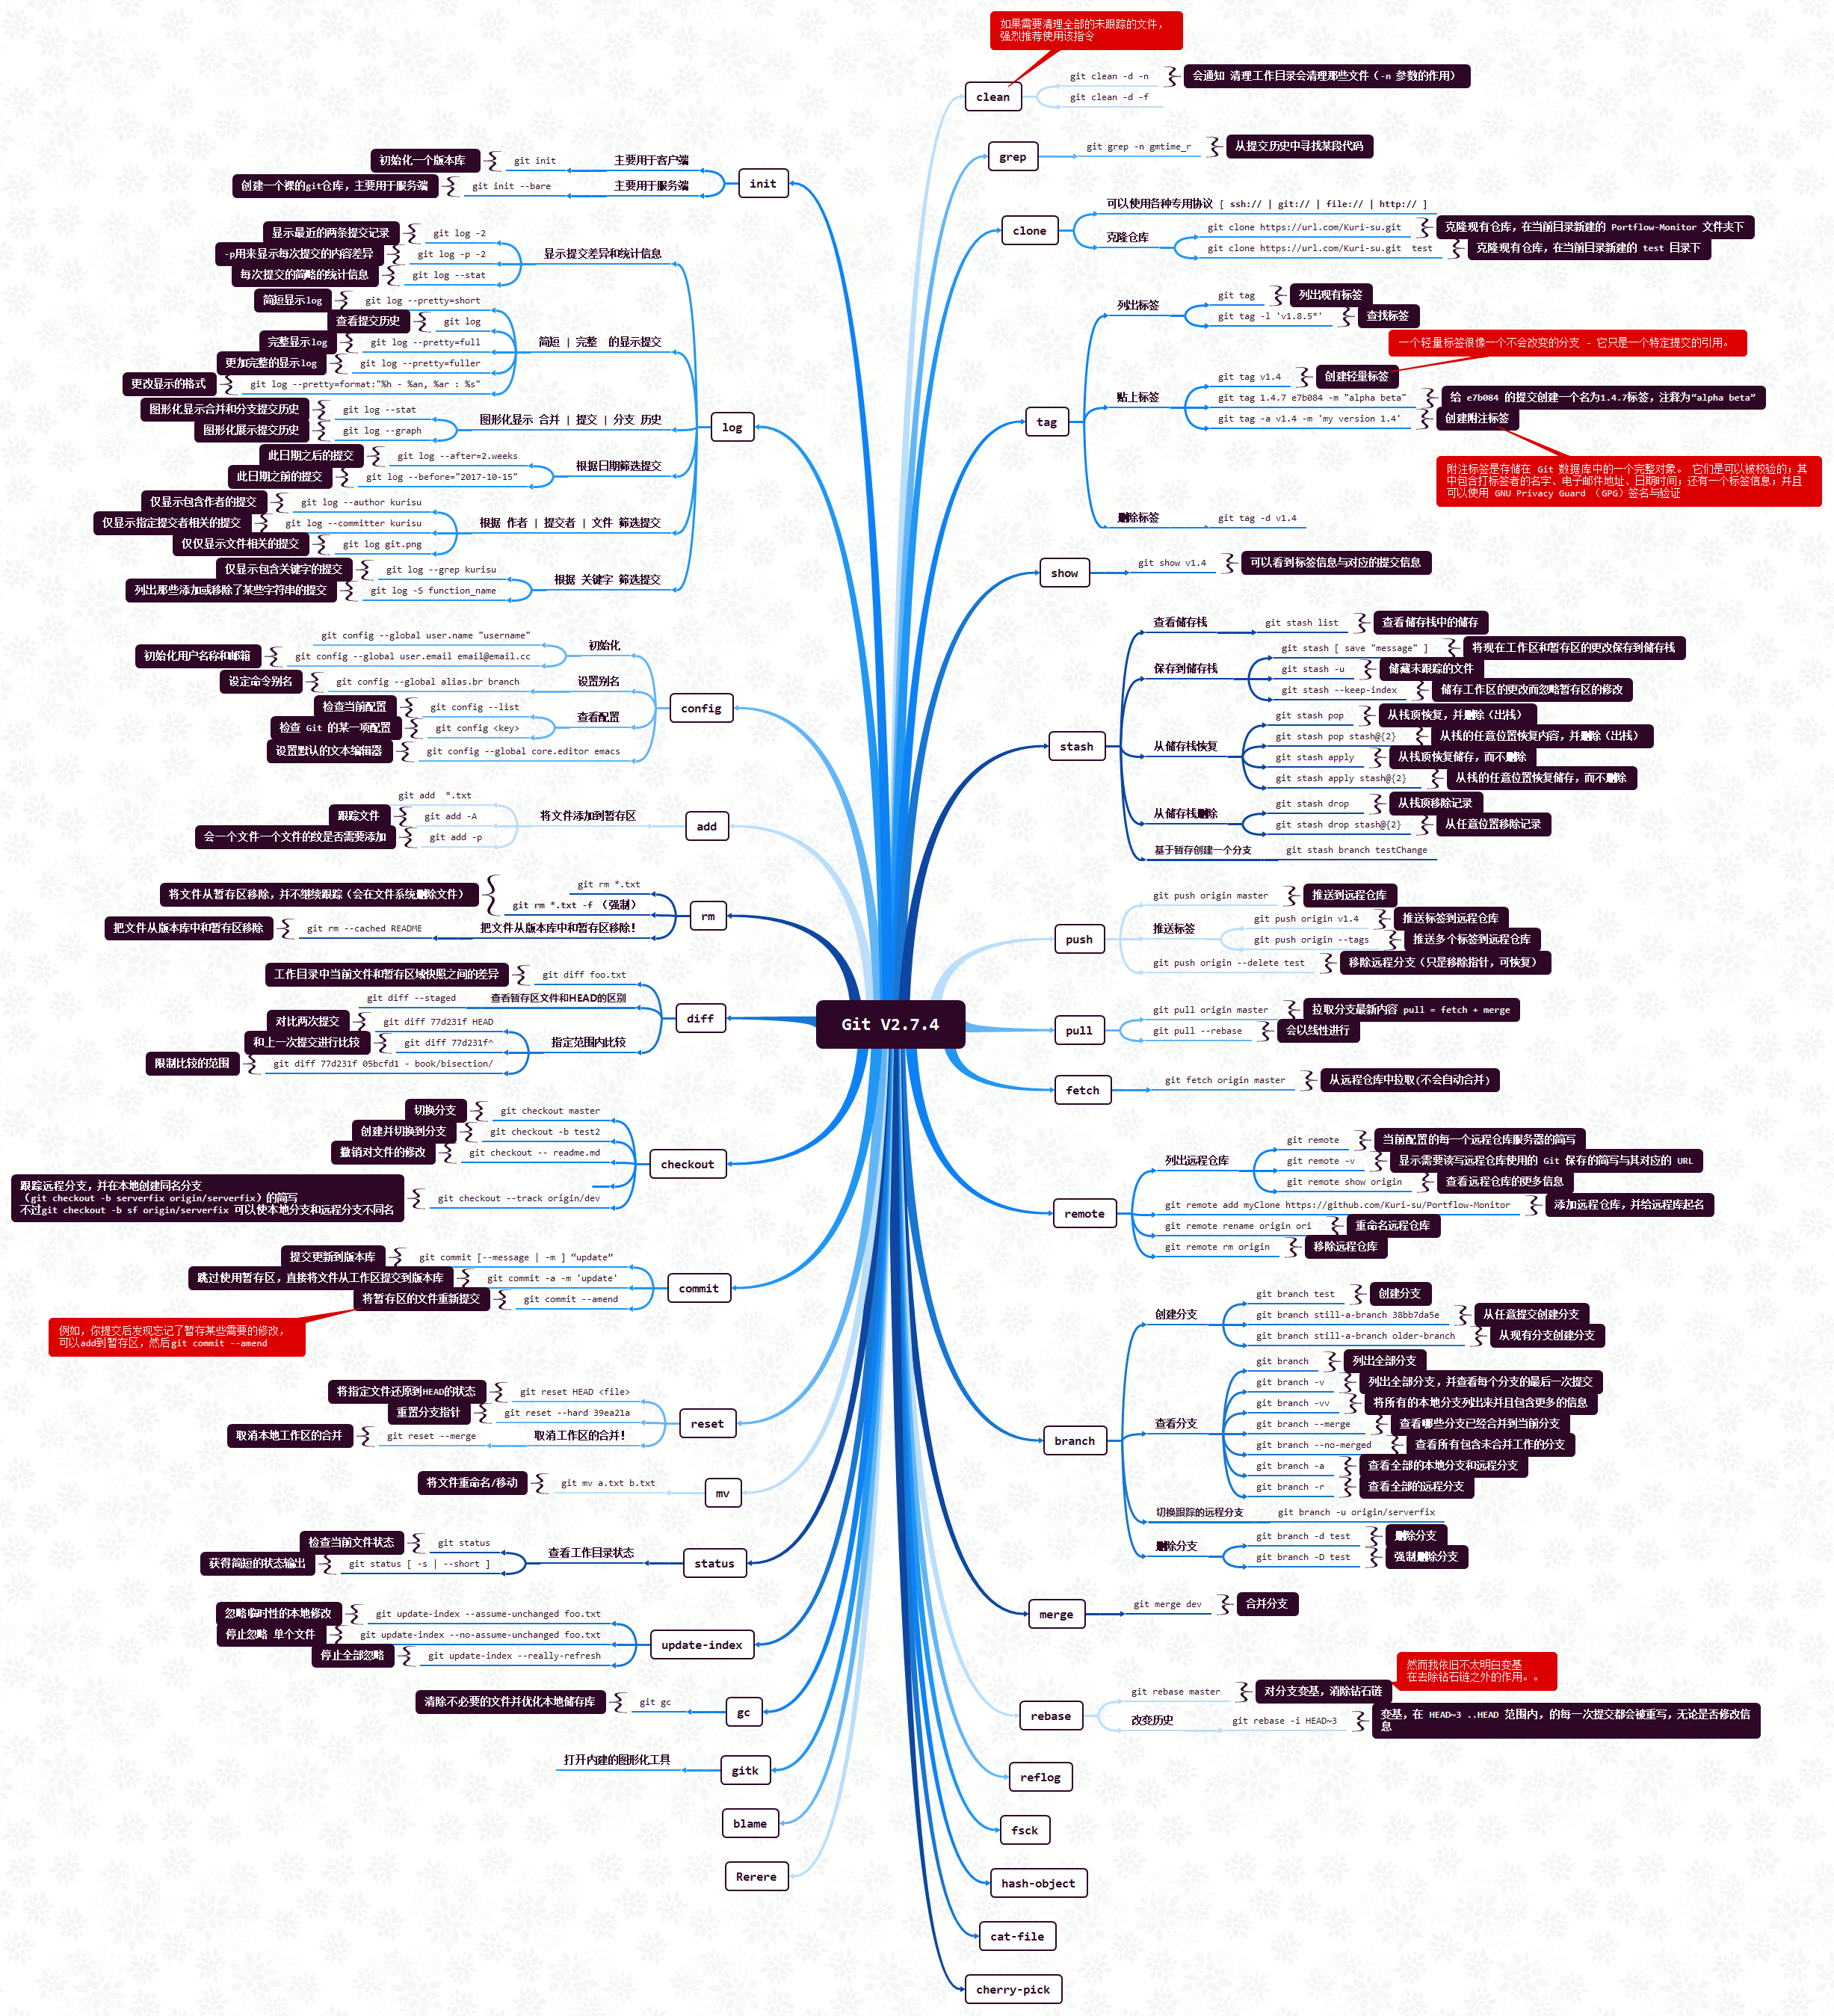 Git V2.7.4
如果需要清理全部的未跟踪的文件，
强烈推荐使用该指令
clean
git clean -d -n
会通知 清理工作目录会清理那些文件（-n 参数的作用）
git clean -d -f
grep
git grep -n gmtime_r
从提交历史中寻找某段代码
clone
可以使用各种专用协议 [ ssh:// | git:// | file:// | http:// ]
克隆仓库
git clone https://url.com/Kuri-su.git
克隆现有仓库，在当前目录新建的 Portflow-Monitor 文件夹下
git clone https://url.com/Kuri-su.git  test
克隆现有仓库，在当前目录新建的 test 目录下
tag
列出标签
git tag
列出现有标签
git tag -l 'v1.8.5*'
查找标签
一个轻量标签很像一个不会改变的分支 - 它只是一个特定提交的引用。
贴上标签
git tag v1.4
创建轻量标签
git tag 1.4.7 e7b084 -m "alpha beta"
给 e7b084 的提交创建一个名为1.4.7标签，注释为“alpha beta”
git tag -a v1.4 -m 'my version 1.4'
创建附注标签
附注标签是存储在 Git 数据库中的一个完整对象。 它们是可以被校验的；其
中包含打标签者的名字、电子邮件地址、日期时间；还有一个标签信息；并且
可以使用 GNU Privacy Guard （GPG）签名与验证
删除标签
git tag -d v1.4
show
git show v1.4
可以看到标签信息与对应的提交信息
stash
查看储存栈
git stash list
查看储存栈中的储存
保存到储存栈
git stash [ save "message" ]
将现在工作区和暂存区的更改保存到储存栈
git stash -u
储藏未跟踪的文件
git stash --keep-index
储存工作区的更改而忽略暂存区的修改
从储存栈恢复
git stash pop
从栈顶恢复，并删除（出栈）
git stash pop stash@{2}
从栈的任意位置恢复内容，并删除（出栈）
git stash apply
从栈顶恢复储存，而不删除
git stash apply stash@{2}
从栈的任意位置恢复储存，而不删除
从储存栈删除
git stash drop
从栈顶移除记录
git stash drop stash@{2}
从任意位置移除记录
基于暂存创建一个分支
git stash branch testChange
push
git push origin master
推送到远程仓库
推送标签
git push origin v1.4
推送标签到远程仓库
git push origin --tags
推送多个标签到远程仓库
git push origin --delete test
移除远程分支（只是移除指针，可恢复）
pull
git pull origin master
拉取分支最新内容 pull = fetch + merge
git pull --rebase
会以线性进行
fetch
git fetch origin master
从远程仓库中拉取(不会自动合并)
remote
列出远程仓库
git remote
当前配置的每一个远程仓库服务器的简写
git remote -v
显示需要读写远程仓库使用的 Git 保存的简写与其对应的 URL
git remote show origin
查看远程仓库的更多信息
git remote add myClone https://github.com/Kuri-su/Portflow-Monitor
添加远程仓库，并给远程库起名
git remote rename origin ori
重命名远程仓库
git remote rm origin
移除远程仓库
branch
创建分支
git branch test
创建分支
git branch still-a-branch 38bb7da5e
从任意提交创建分支
git branch still-a-branch older-branch
从现有分支创建分支
查看分支
git branch
列出全部分支
git branch -v
列出全部分支，并查看每个分支的最后一次提交
git branch -vv
将所有的本地分支列出来并且包含更多的信息
git branch --merge
查看哪些分支已经合并到当前分支
git branch --no-merged
查看所有包含未合并工作的分支
git branch -a
查看全部的本地分支和远程分支
git branch -r
查看全部的远程分支
切换跟踪的远程分支
git branch -u origin/serverfix
删除分支
git branch -d test
删除分支
git branch -D test
强制删除分支
merge
git merge dev
合并分支
然而我依旧不太明白变基
在去除钻石链之外的作用。。
rebase
git rebase master
对分支变基，消除钻石链
改变历史
git rebase -i HEAD~3
变基，在 HEAD~3 ..HEAD 范围内，的每一次提交都会被重写，无论是否修改信
息
reflog
fsck
hash-object
cat-file
cherry-pick
init
主要用于客户端
git init
初始化一个版本库
主要用于服务端
git init --bare
创建一个裸的git仓库，主要用于服务端
log
显示提交差异和统计信息
git log -2
显示最近的两条提交记录
git log -p -2
-p用来显示每次提交的内容差异
git log --stat
每次提交的简略的统计信息
简短 | 完整  的显示提交
git log --pretty=short
简短显示log
git log
查看提交历史
git log --pretty=full
完整显示log
git log --pretty=fuller
更加完整的显示log
git log --pretty=format:"%h - %an, %ar : %s"
更改显示的格式
图形化显示 合并 | 提交 | 分支 历史
git log --stat
图形化显示合并和分支提交历史
git log --graph
图形化展示提交历史
根据日期筛选提交
git log --after=2.weeks
此日期之后的提交
git log --before="2017-10-15"
此日期之前的提交
根据 作者 | 提交者 | 文件 筛选提交
git log --author kurisu
仅显示包含作者的提交
git log --committer kurisu
仅显示指定提交者相关的提交
git log git.png
仅仅显示文件相关的提交
根据 关键字 筛选提交
git log --grep kurisu
仅显示包含关键字的提交
git log -S function_name
列出那些添加或移除了某些字符串的提交
config
初始化
git config --global user.name "username"
git config --global user.email email@email.cc
初始化用户名称和邮箱
设置别名
git config --global alias.br branch
设定命令别名
查看配置
git config --list
检查当前配置
git config <key>
检查 Git 的某一项配置
git config --global core.editor emacs
设置默认的文本编辑器
add
将文件添加到暂存区
git add  *.txt
git add -A
跟踪文件
git add -p
会一个文件一个文件的绞是否需要添加
rm
git rm *.txt
git rm *.txt -f （强制）
将文件从暂存区移除，并不继续跟踪（会在文件系统删除文件）
把文件从版本库中和暂存区移除！
git rm --cached README
把文件从版本库中和暂存区移除
diff
git diff foo.txt
工作目录中当前文件和暂存区域快照之间的差异
查看暂存区文件和HEAD的区别
git diff --staged
指定范围内比较
git diff 77d231f HEAD
对比两次提交
git diff 77d231f^
和上一次提交进行比较
git diff 77d231f 05bcfd1 - book/bisection/
限制比较的范围
checkout
git checkout master
切换分支
git checkout -b test2
创建并切换到分支
git checkout -- readme.md
撤销对文件的修改
git checkout --track origin/dev
跟踪远程分支，并在本地创建同名分支
（git checkout -b serverfix origin/serverfix）的简写
不过git checkout -b sf origin/serverfix 可以使本地分支和远程分支不同名
commit
git commit [--message | -m ] “update”
提交更新到版本库
git commit -a -m 'update'
跳过使用暂存区，直接将文件从工作区提交到版本库
git commit --amend
将暂存区的文件重新提交
例如，你提交后发现忘记了暂存某些需要的修改，
可以add到暂存区，然后git commit --amend
reset
git reset HEAD <file>
将指定文件还原到HEAD的状态
git reset --hard 39ea21a
重置分支指针
取消工作区的合并！
git reset --merge
取消本地工作区的合并
mv
git mv a.txt b.txt
将文件重命名/移动
status
查看工作目录状态
git status
检查当前文件状态
git status [ -s | --short ]
获得简短的状态输出
update-index
git update-index --assume-unchanged foo.txt
忽略临时性的本地修改
git update-index --no-assume-unchanged foo.txt
停止忽略 单个文件
git update-index --really-refresh
停止全部忽略
gc
git gc
清除不必要的文件并优化本地储存库
gitk
打开内建的图形化工具
blame
Rerere